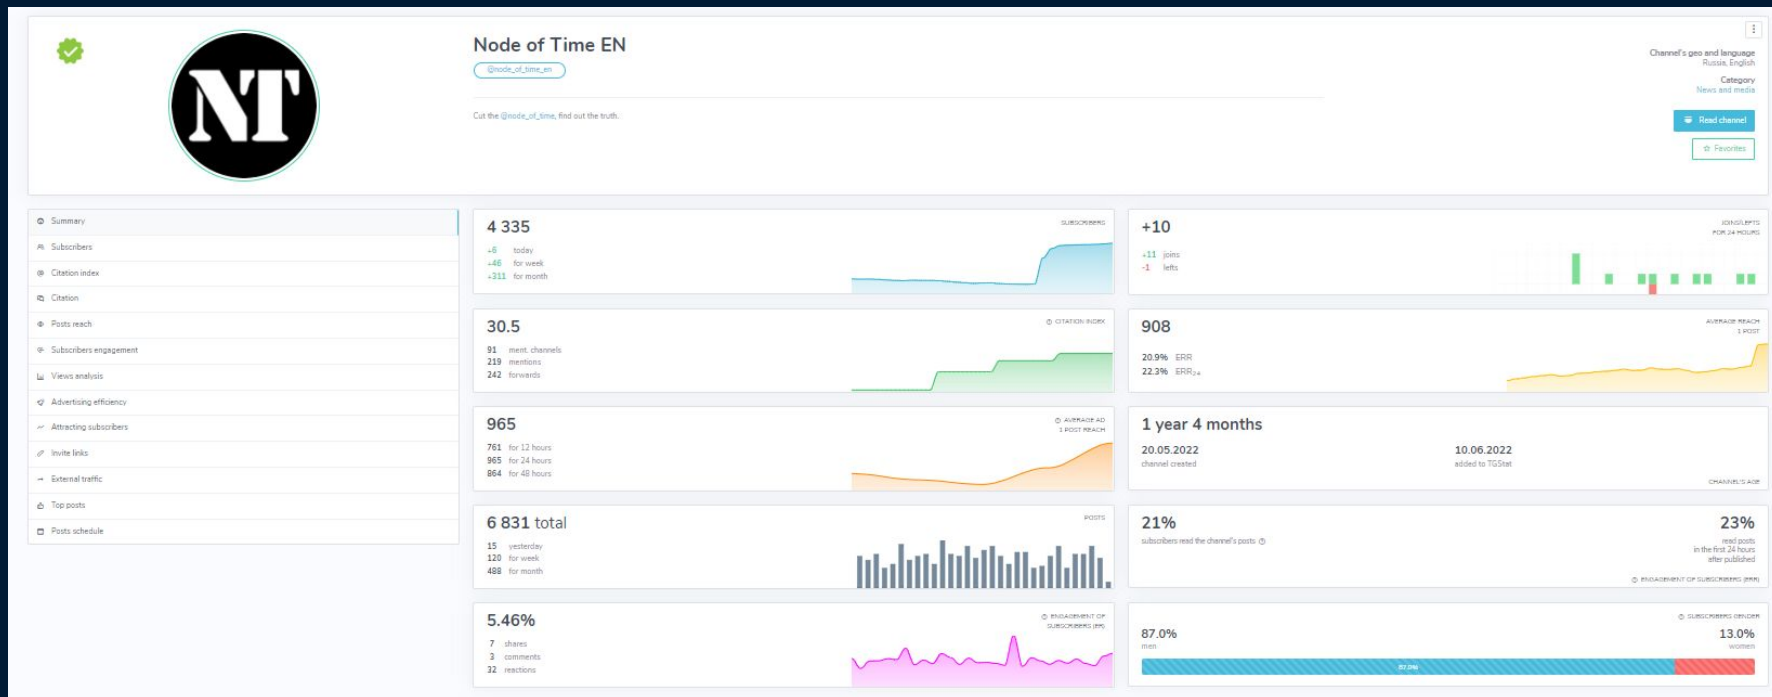 NT
Node of Time EN
@node_of_time_en
Cut the @node_of_time, find out the truth.
Channel's geo and language
Russia, English
Category
News and media
Read channel
Favorites
Summary
Subscribers
Citation index
Citation
Posts reach
Subscribers engagement
Views analysis
Advertising efficiency
Attracting subscribers
Invite links
External traffic
Top posts
Posts schedule
4 335
SUBSCRIBERS
+6 today
+46 for week
+311 for month
+10
JOINS/LEFTS
FOR 24 HOURS
+11 joins
-1 lefts
30.5
CITATION INDEX
91 ment. channels
219 mentions
242 forwards
908
AVERAGE REACH
1 POST
20.9% ERR
22.3% ERR24
965
AVERAGE AD
1 POST REACH
761 for 12 hours
965 for 24 hours
864 for 48 hours
1 year 4 months
20.05.2022
channel created
10.06.2022
added to TGStat
CHANNEL'S AGE
6 831 total
POSTS
15 yesterday
120 for week
488 for month
21%
subscribers read the channel's posts
23%
read posts
in the first 24 hours
after published
ENGAGEMENT OF SUBSCRIBERS (ERR)
5.46%
ENGAGEMENT OF
SUBSCRIBERS (ER)
7 shares
3 comments
32 reactions
SUBSCRIBERS GENDER
87.0%
men
13.0%
women
87.0%